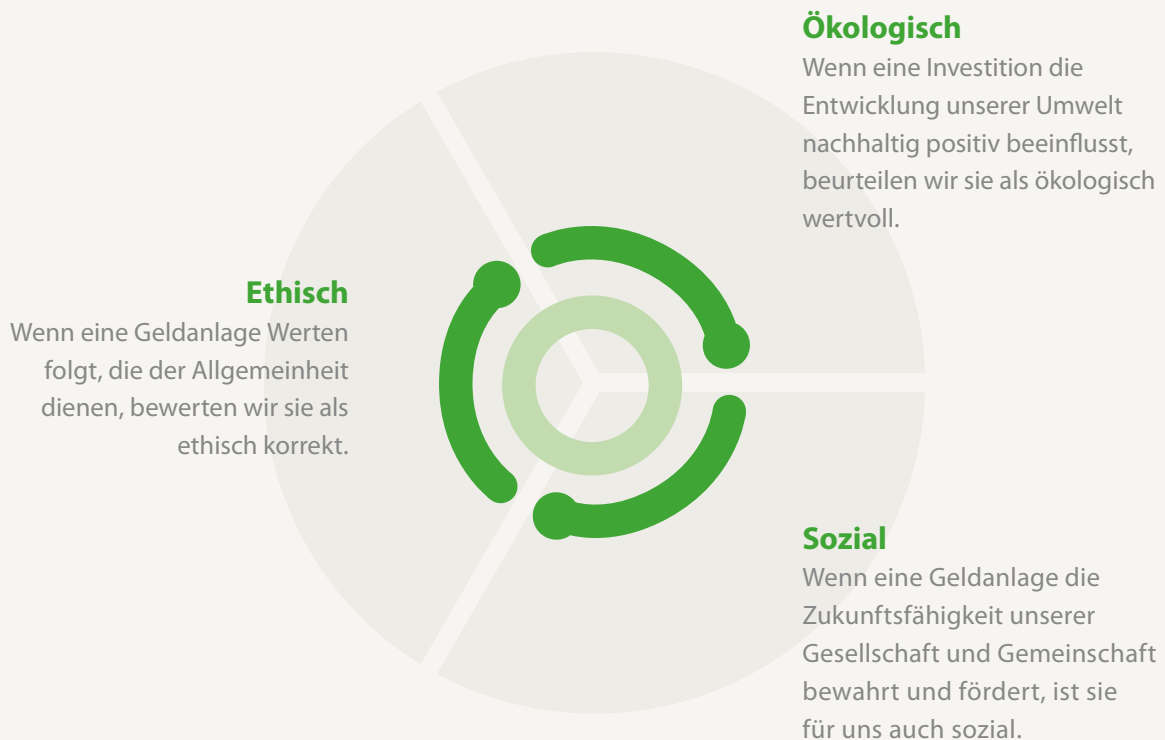 Ökologisch
Wenn eine Investition die
Entwicklung unserer Umwelt
nachhaltig positiv beeinflusst,
beurteilen wir sie als ökologisch
wertvoll.
Ethisch
Wenn eine Geldanlage Werten
folgt, die der Allgemeinheit
dienen, bewerten wir sie als
ethisch korrekt.
Sozial
Wenn eine Geldanlage die
Zukunftsfähigkeit unserer
Gesellschaft und Gemeinschaft
bewahrt und fördert, ist sie
für uns auch sozial.